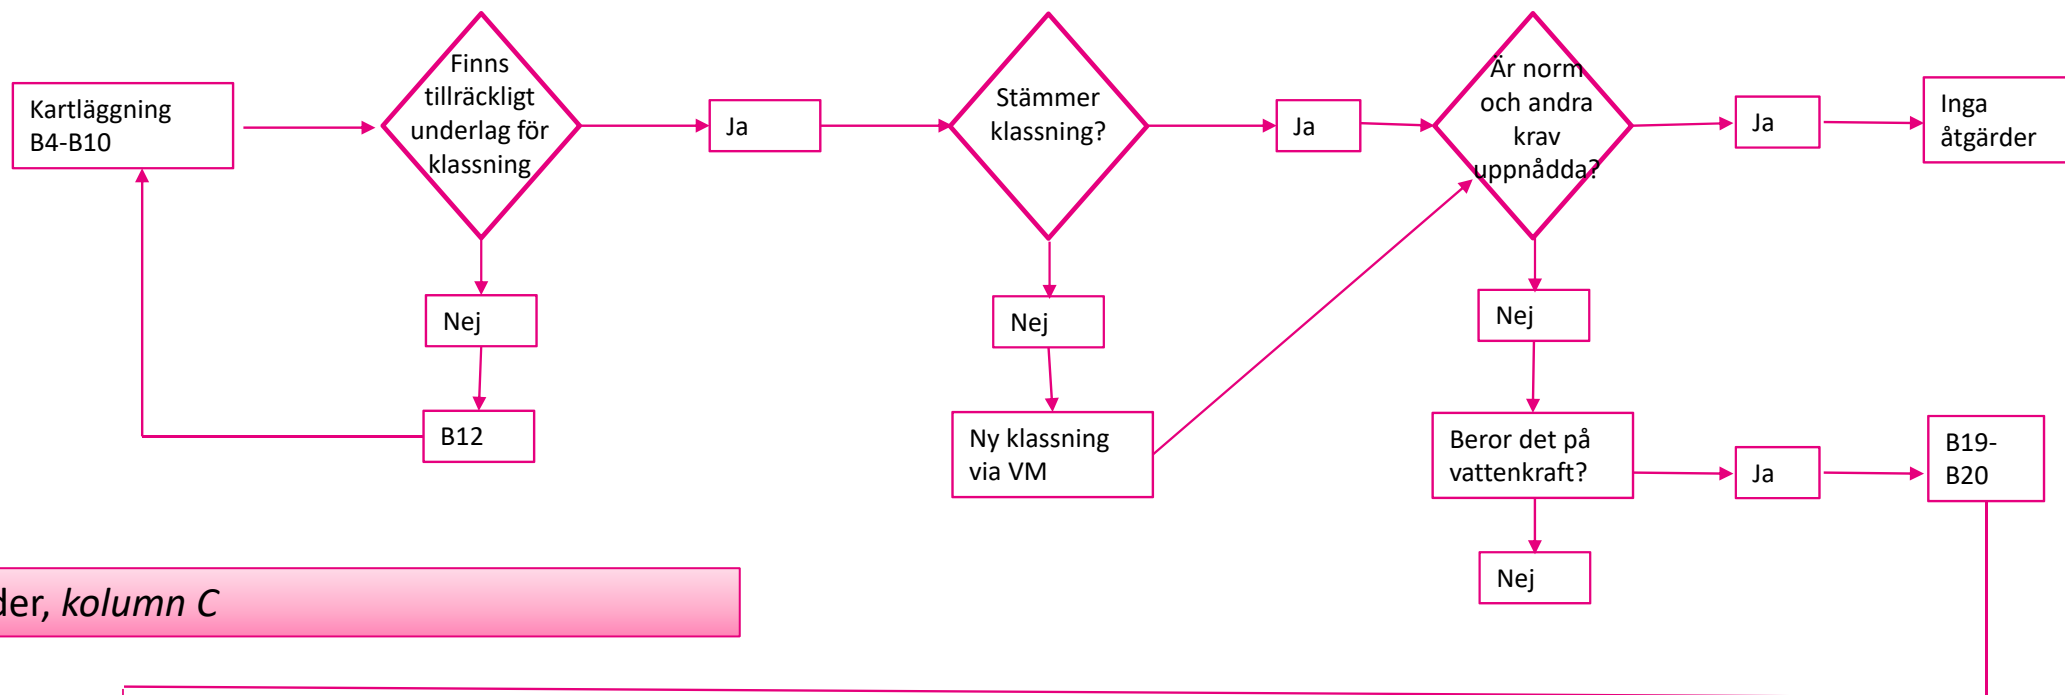 Kartläggning
B4-B10
Finns
tillräckligt
underlag för
klassning
Ja
Stämmer
klassning?
Ja
Är norm
och andra
krav
uppnådda?
Ja
Inga
åtgärder
Nej
Nej
Nej
B12
Ny klassning
via VM
Beror det på
vattenkraft?
Ja
B19-
B20
Nej
der, kolumn C